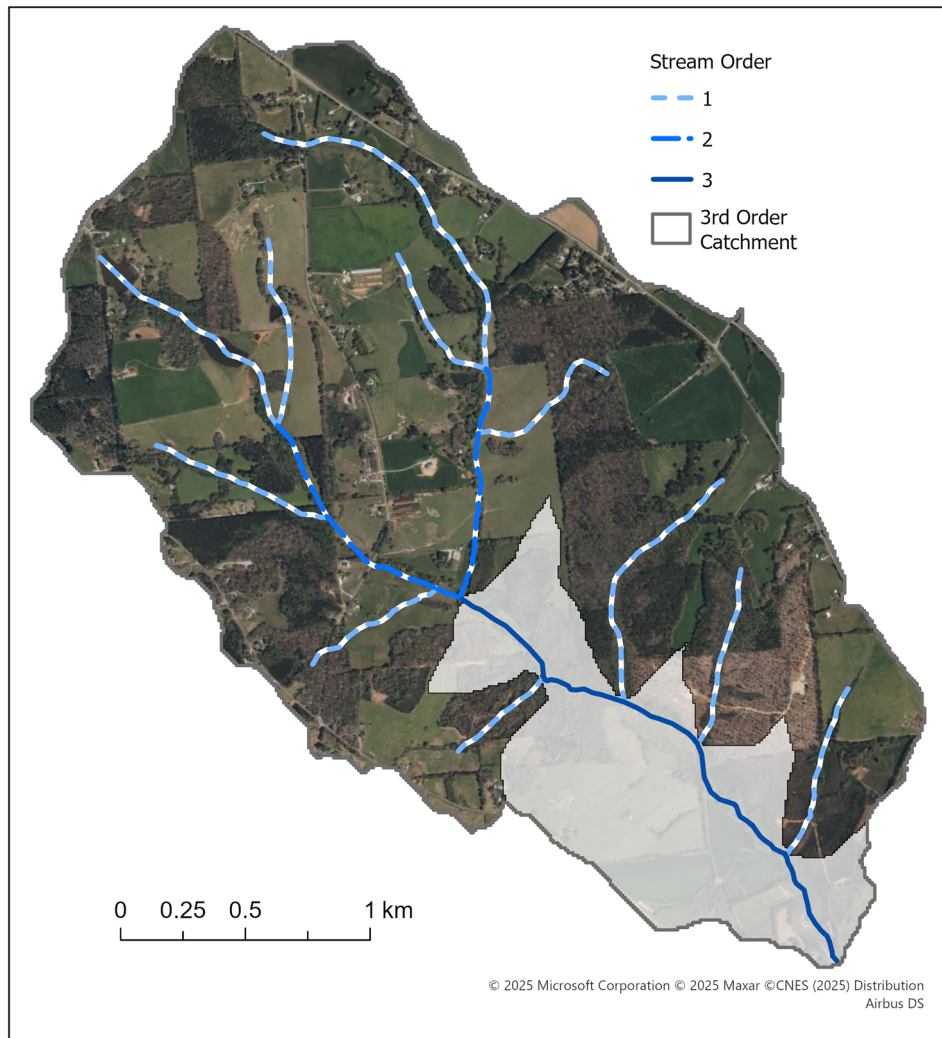 Stream Order
1
2
3
3rd Order
Catchment
0 0.25 0.5 1 km
© 2025 Microsoft Corporation © 2025 Maxar ©CNES (2025) Distribution
Airbus DS